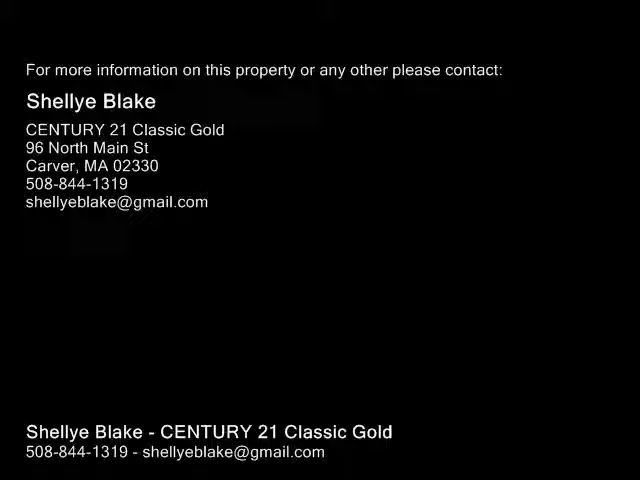 For more information on this property or any other please contact:
Shellye Blake
CENTURY 21 Classic Gold
96 North Main St
Carver, MA 02330
508-844-1319
shellyeblake@gmail.com
Shellye Blake - CENTURY 21 Classic Gold
508-844-1319 - shellyeblake@gmail.com